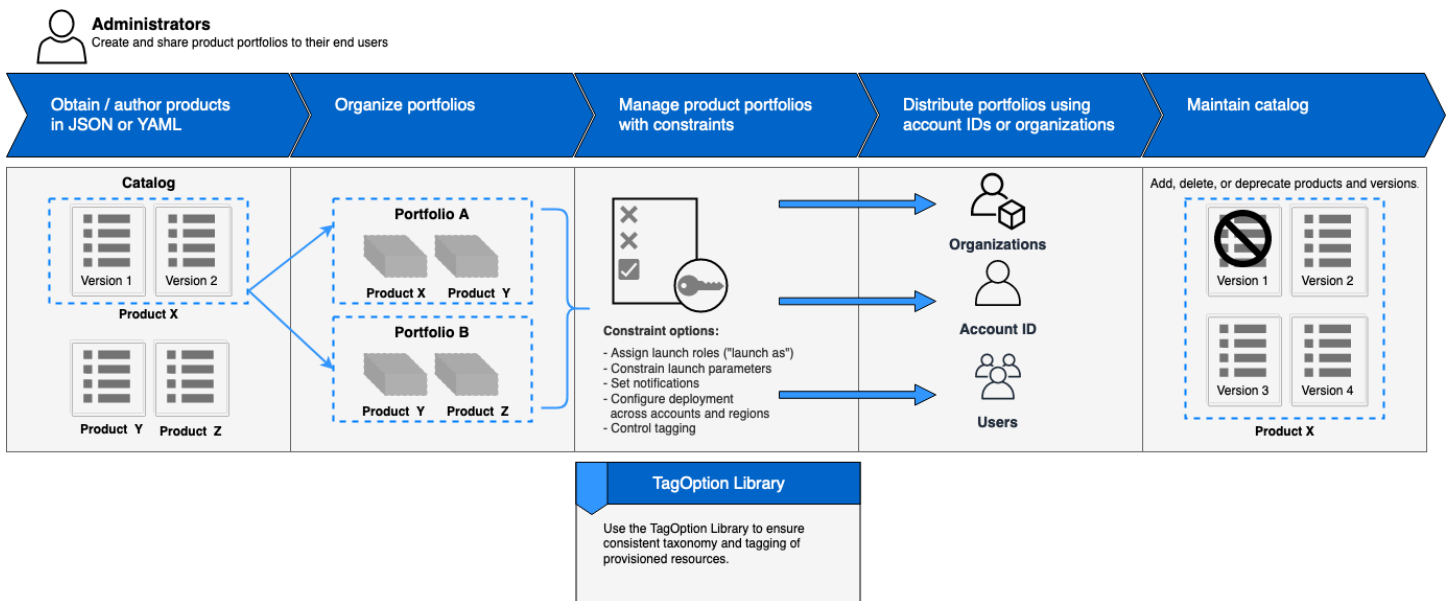 Administrators
Create and share product portfolios to their end users
Obtain / author products
in JSON or YAML
Organize portfolios
Manage product portfolios
with constraints
Distribute portfolios using
account IDs or organizations
Maintain catalog
Catalog
Version 1
Version 2
Product X
Product Y
Product Z
Portfolio A
Product X
Product Y
Portfolio B
Product Y
Product Z
Constraint options:
- Assign launch roles ("launch as")
- Constrain launch parameters
- Set notifications
- Configure deployment
across accounts and regions
- Control tagging
Organizations
Account ID
Users
Add, delete, or deprecate products and versions.
Version 1
Version 2
Version 3
Version 4
Product X
TagOption Library
Use the TagOption Library to ensure
consistent taxonomy and tagging of
provisioned resources.